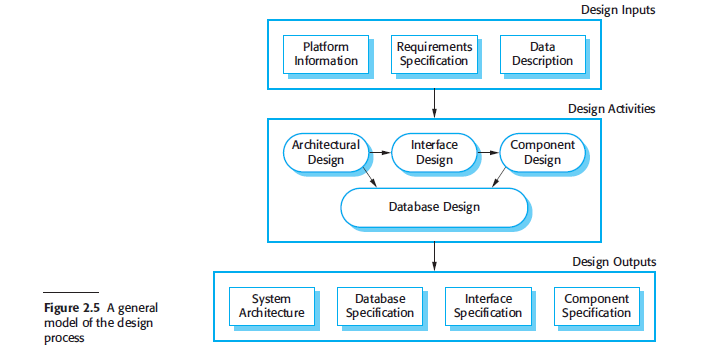 Design Inputs
Platform
Information
Requirements
Specification
Data
Description
Design Activities
Architectural
Design
Interface
Design
Component
Design
Database Design
Design Outputs
System
Architecture
Database
Specification
Interface
Specification
Component
Specification
Figure 2.5 A general
model of the design
process